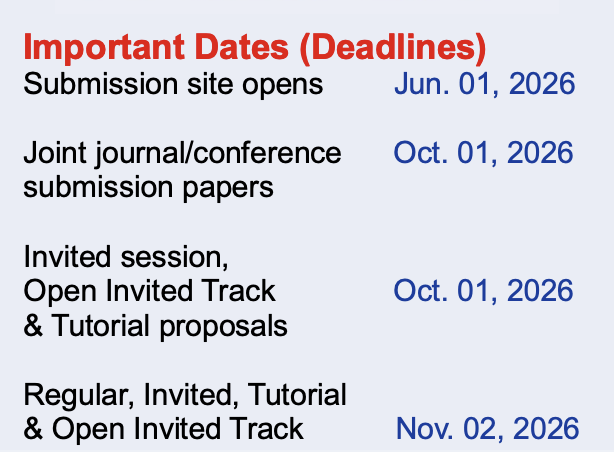 Important Dates (Deadlines)
Submission site opens Jun. 01, 2026
Joint journal/conference Oct. 01, 2026
submission papers
Invited session,
Open Invited Track Oct. 01, 2026
& Tutorial proposals
Regular, Invited, Tutorial
& Open Invited Track Nov. 02, 2026